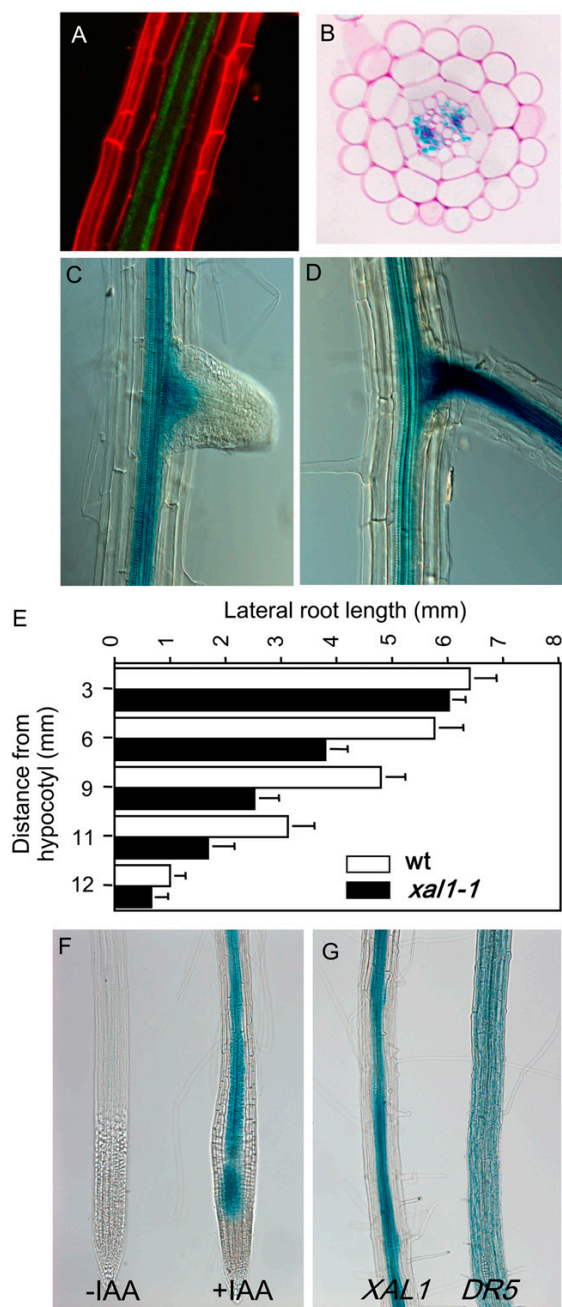 A
B
C
D
E
Lateral root length (mm)
0 1 2 3 4 5 6 7 8
Distance from
hypocotyl (mm)
3
6
9
11
12
wt
xal1-1
F
G
-IAA +IAA
XAL1 DR5